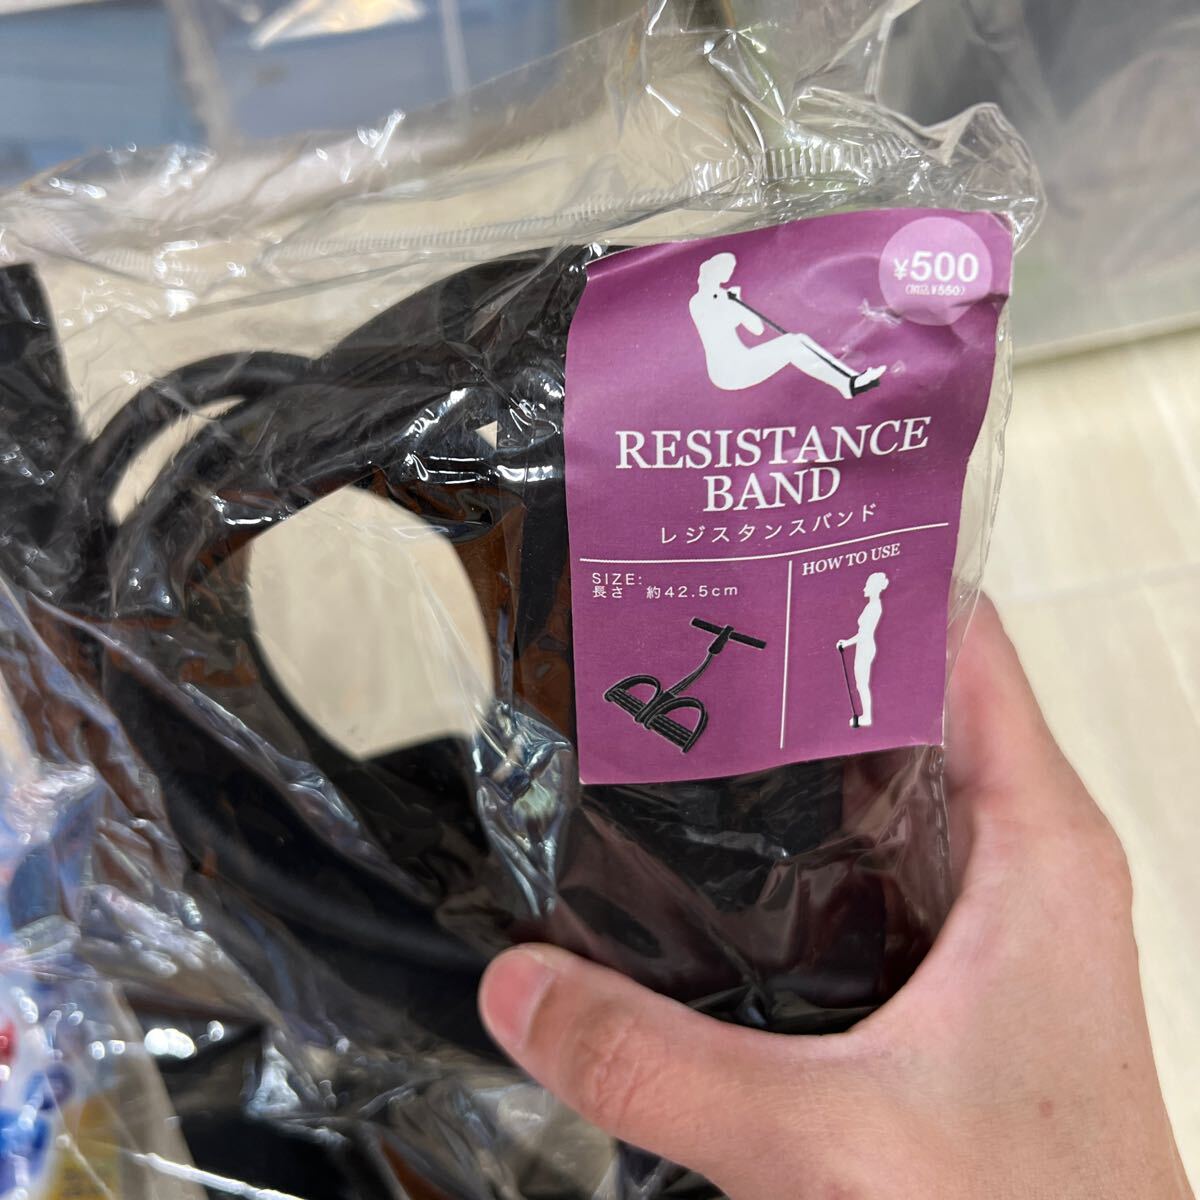 ¥500
(税込¥550)
RESISTANCE
BAND
レジスタンスバンド
SIZE:
長さ 約42.5cm
HOW TO USE